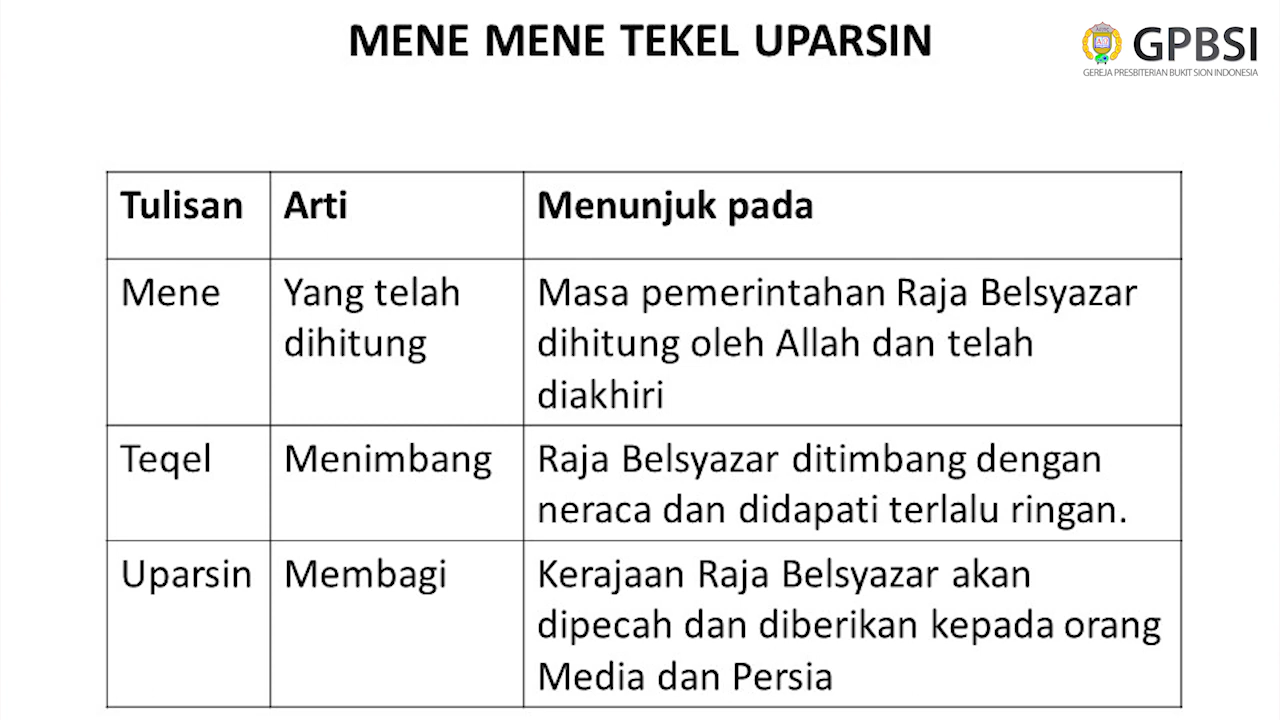 MENE MENE TEKEL UPARSIN
GPBSI
GEREJA PRESBITERIAN BUKIT SION INDONESIA
Tulisan Arti Menunjuk pada
Mene Yang telah Masa pemerintahan Raja Belsyazar
dihitung dihitung oleh Allah dan telah
diakhiri
Teqel Menimbang Raja Belsyazar ditimbang dengan
neraca dan didapati terlalu ringan.
Uparsin Membagi Kerajaan Raja Belsyazar akan
dipecah dan diberikan kepada orang
Media dan Persia